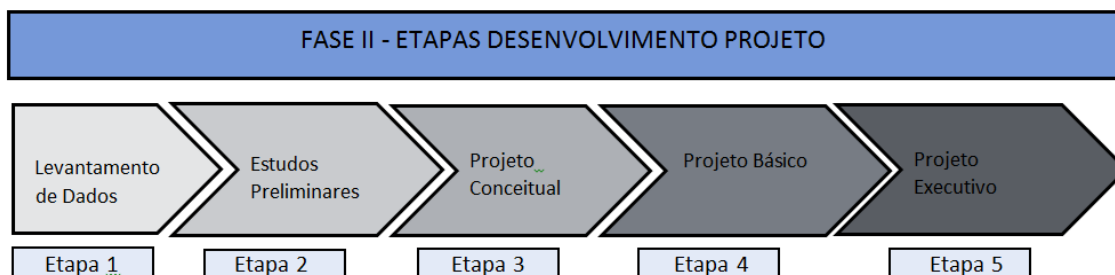 FASE II - ETAPAS DESENVOLVIMENTO PROJETO
Levantamento
de Dados
Estudos
Preliminares
Projeto
Conceitual
Projeto Básico
Projeto
Executivo
Etapa 1
Etapa 2
Etapa 3
Etapa 4
Etapa 5